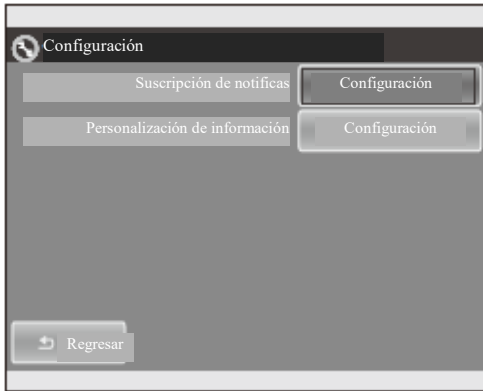 Configuración
Suscripción de notificas Configuración
Personalización de información Configuración
Regresar